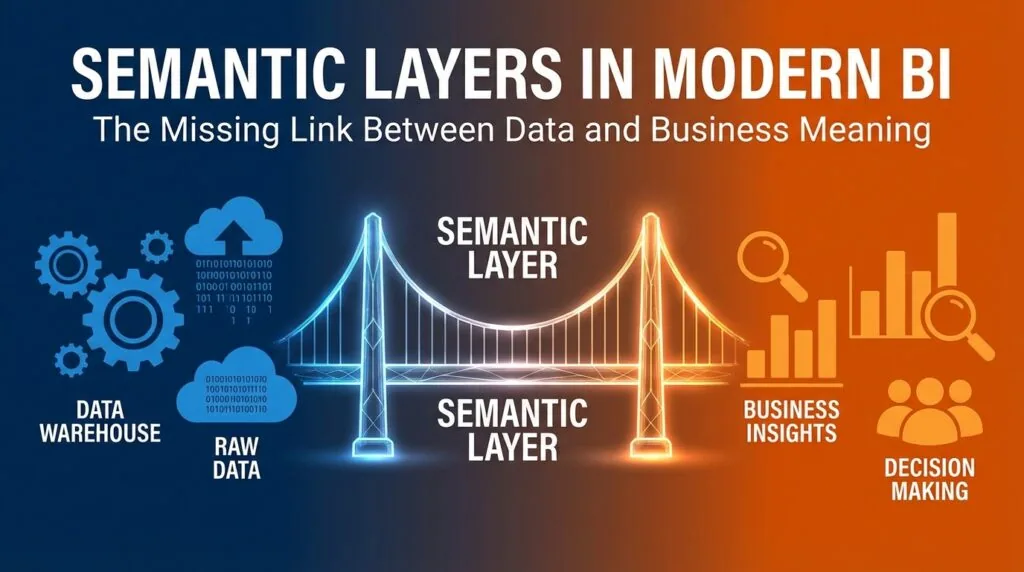 SEMANTIC LAYERS IN MODERN BI
The Missing Link Between Data and Business Meaning
SEMANTIC
LAYER
DATA
WAREHOUSE
RAW
DATA
SEMANTIC
LAYER
BUSINESS
INSIGHTS
DECISION
MAKING